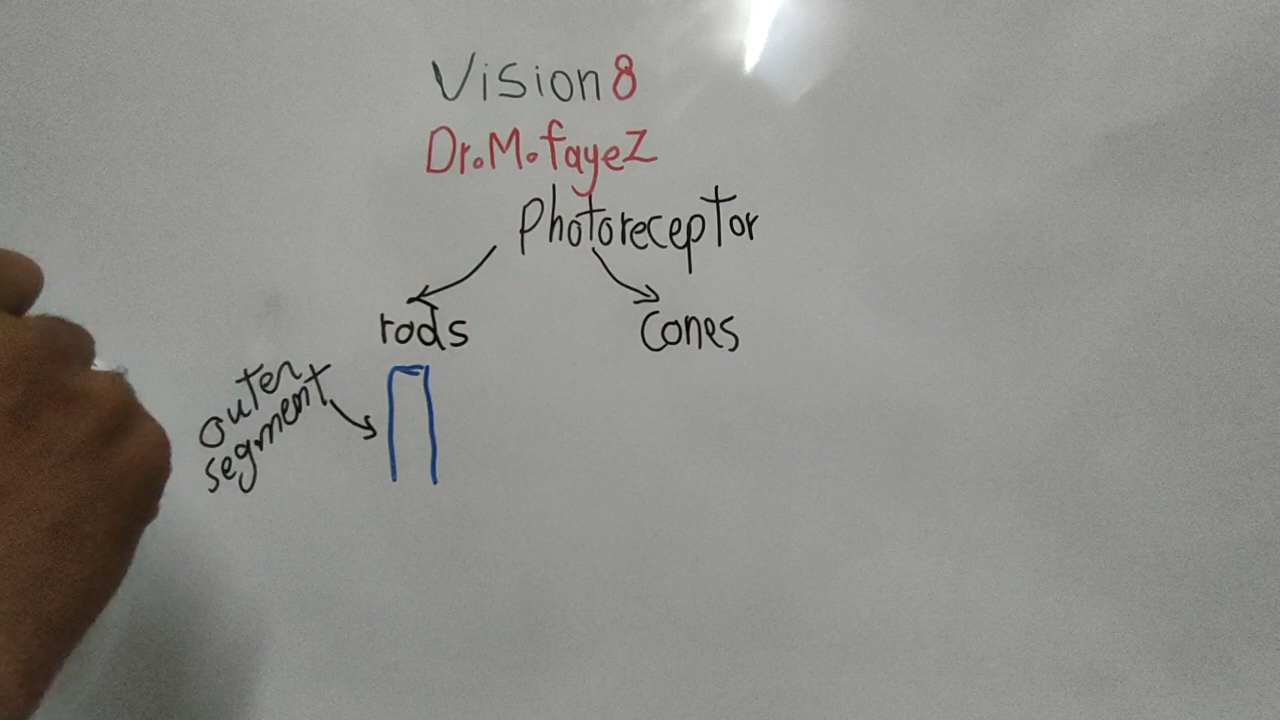 Vision 8
Dr.M.fayez
Photoreceptor
rods
Cones
outer
segment